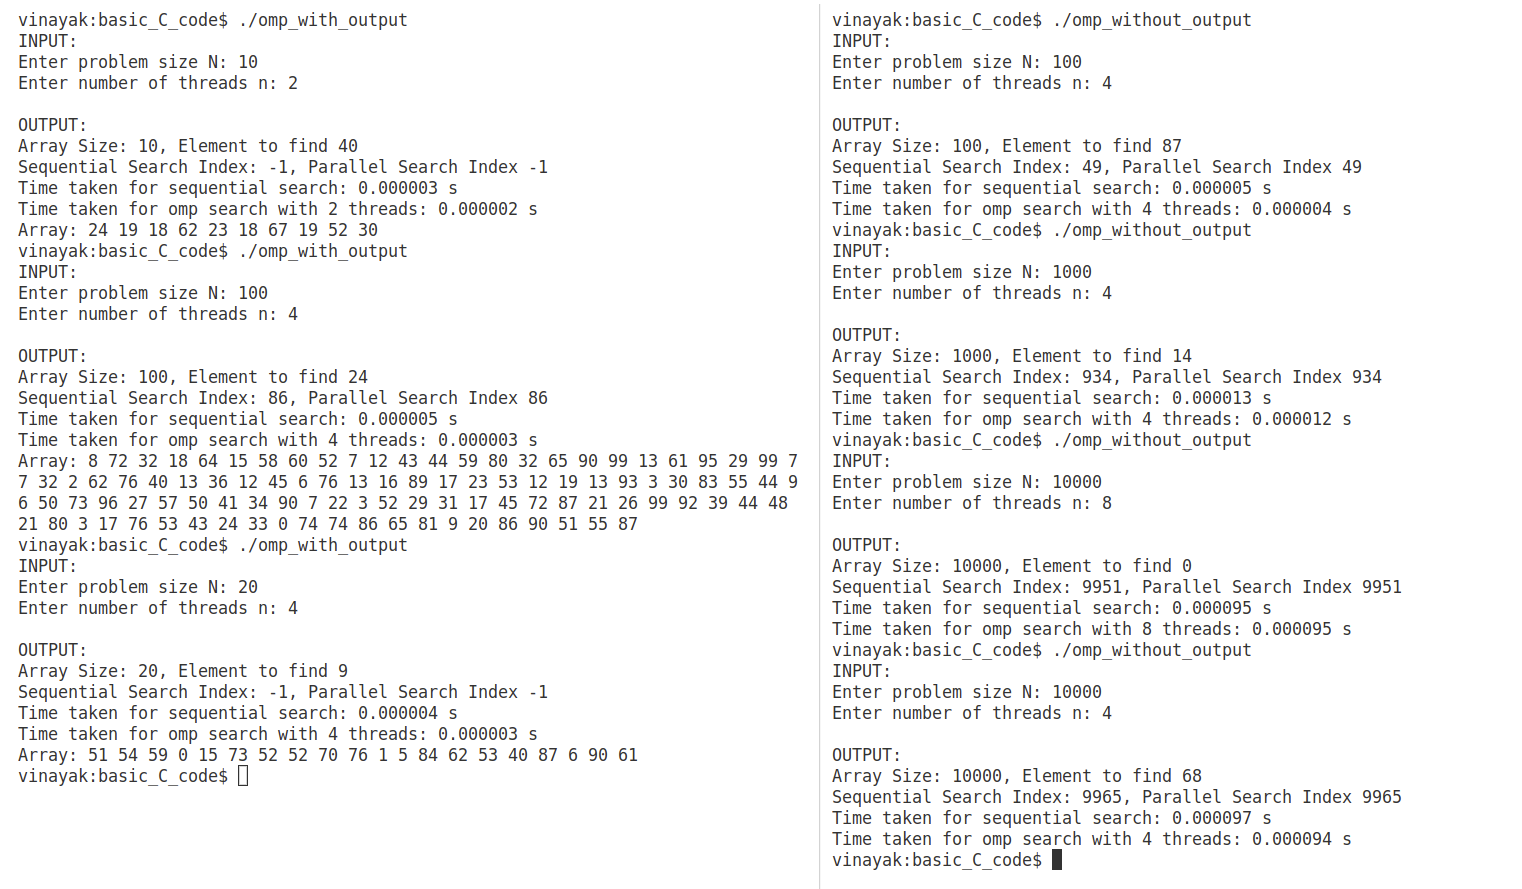 vinayak:basic_C_code$ ./omp_with_output
INPUT:
Enter problem size N: 10
Enter number of threads n: 2

OUTPUT:
Array Size: 10, Element to find 40
Sequential Search Index: -1, Parallel Search Index -1
Time taken for sequential search: 0.000003 s
Time taken for omp search with 2 threads: 0.000002 s
Array: 24 19 18 62 23 18 67 19 52 30
vinayak:basic_C_code$ ./omp_with_output
INPUT:
Enter problem size N: 100
Enter number of threads n: 4

OUTPUT:
Array Size: 100, Element to find 24
Sequential Search Index: 86, Parallel Search Index 86
Time taken for sequential search: 0.000005 s
Time taken for omp search with 4 threads: 0.000003 s
Array: 8 72 32 18 64 15 58 60 52 7 12 43 44 59 80 32 65 90 99 13 61 95 29 99 7
7 32 2 62 76 40 13 36 12 45 6 76 13 16 89 17 23 53 12 19 13 93 3 30 83 55 44 9
6 50 73 96 27 57 50 41 34 90 7 22 3 52 29 31 17 45 72 87 21 26 99 92 39 44 48
21 80 3 17 76 53 43 24 33 0 74 74 86 65 81 9 20 86 90 51 55 87
vinayak:basic_C_code$ ./omp_with_output
INPUT:
Enter problem size N: 20
Enter number of threads n: 4

OUTPUT:
Array Size: 20, Element to find 9
Sequential Search Index: -1, Parallel Search Index -1
Time taken for sequential search: 0.000004 s
Time taken for omp search with 4 threads: 0.000003 s
Array: 51 54 59 0 15 73 52 52 70 76 1 5 84 62 53 40 87 6 90 61
vinayak:basic_C_code$
vinayak:basic_C_code$ ./omp_without_output
INPUT:
Enter problem size N: 100
Enter number of threads n: 4

OUTPUT:
Array Size: 100, Element to find 87
Sequential Search Index: 49, Parallel Search Index 49
Time taken for sequential search: 0.000005 s
Time taken for omp search with 4 threads: 0.000004 s
vinayak:basic_C_code$ ./omp_without_output
INPUT:
Enter problem size N: 1000
Enter number of threads n: 4

OUTPUT:
Array Size: 1000, Element to find 14
Sequential Search Index: 934, Parallel Search Index 934
Time taken for sequential search: 0.000013 s
Time taken for omp search with 4 threads: 0.000012 s
vinayak:basic_C_code$ ./omp_without_output
INPUT:
Enter problem size N: 10000
Enter number of threads n: 8

OUTPUT:
Array Size: 10000, Element to find 0
Sequential Search Index: 9951, Parallel Search Index 9951
Time taken for sequential search: 0.000095 s
Time taken for omp search with 8 threads: 0.000095 s
vinayak:basic_C_code$ ./omp_without_output
INPUT:
Enter problem size N: 10000
Enter number of threads n: 4

OUTPUT:
Array Size: 10000, Element to find 68
Sequential Search Index: 9965, Parallel Search Index 9965
Time taken for sequential search: 0.000097 s
Time taken for omp search with 4 threads: 0.000094 s
vinayak:basic_C_code$